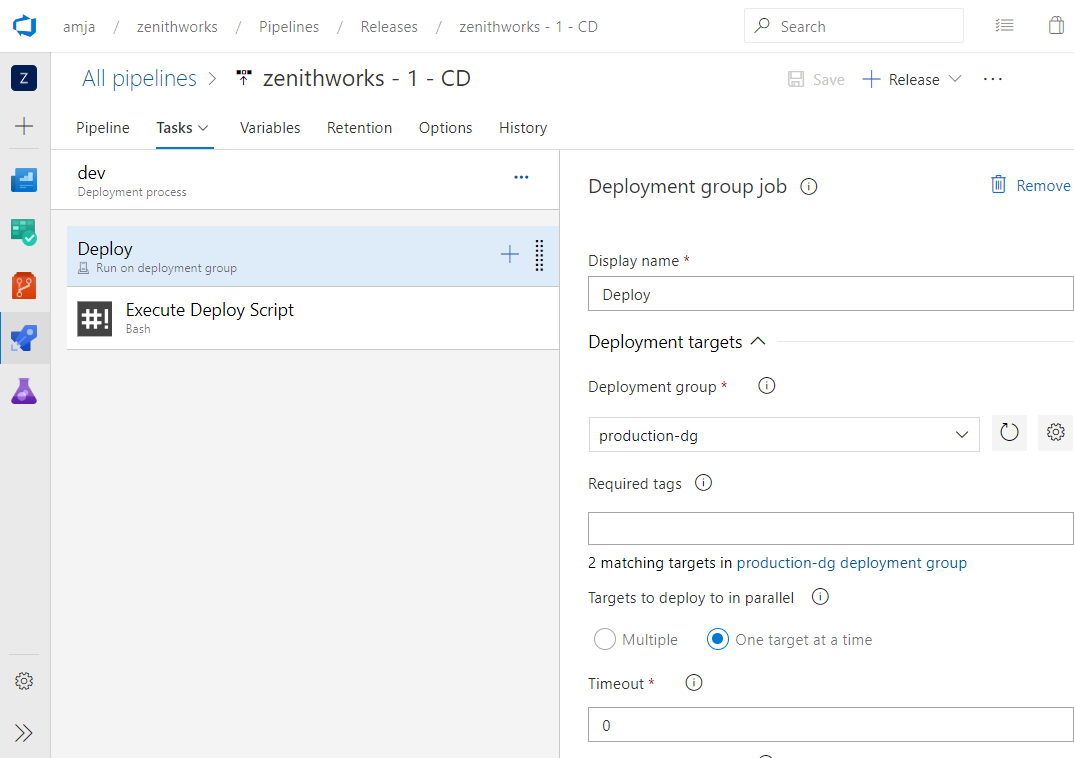 amja / zenithworks / Pipelines / Releases / zenithworks - 1 - CD
Search
Z
All pipelines > zenithworks - 1 - CD
Save
Release
Pipeline
Tasks
Variables
Retention
Options
History
dev
Deployment process
Deploy
Run on deployment group
#!
Execute Deploy Script
Bash
Deployment group job
Remove
Display name *
Deploy
Deployment targets
Deployment group *
production-dg
Required tags
2 matching targets in production-dg deployment group
Targets to deploy to in parallel
Multiple
One target at a time
Timeout *
0